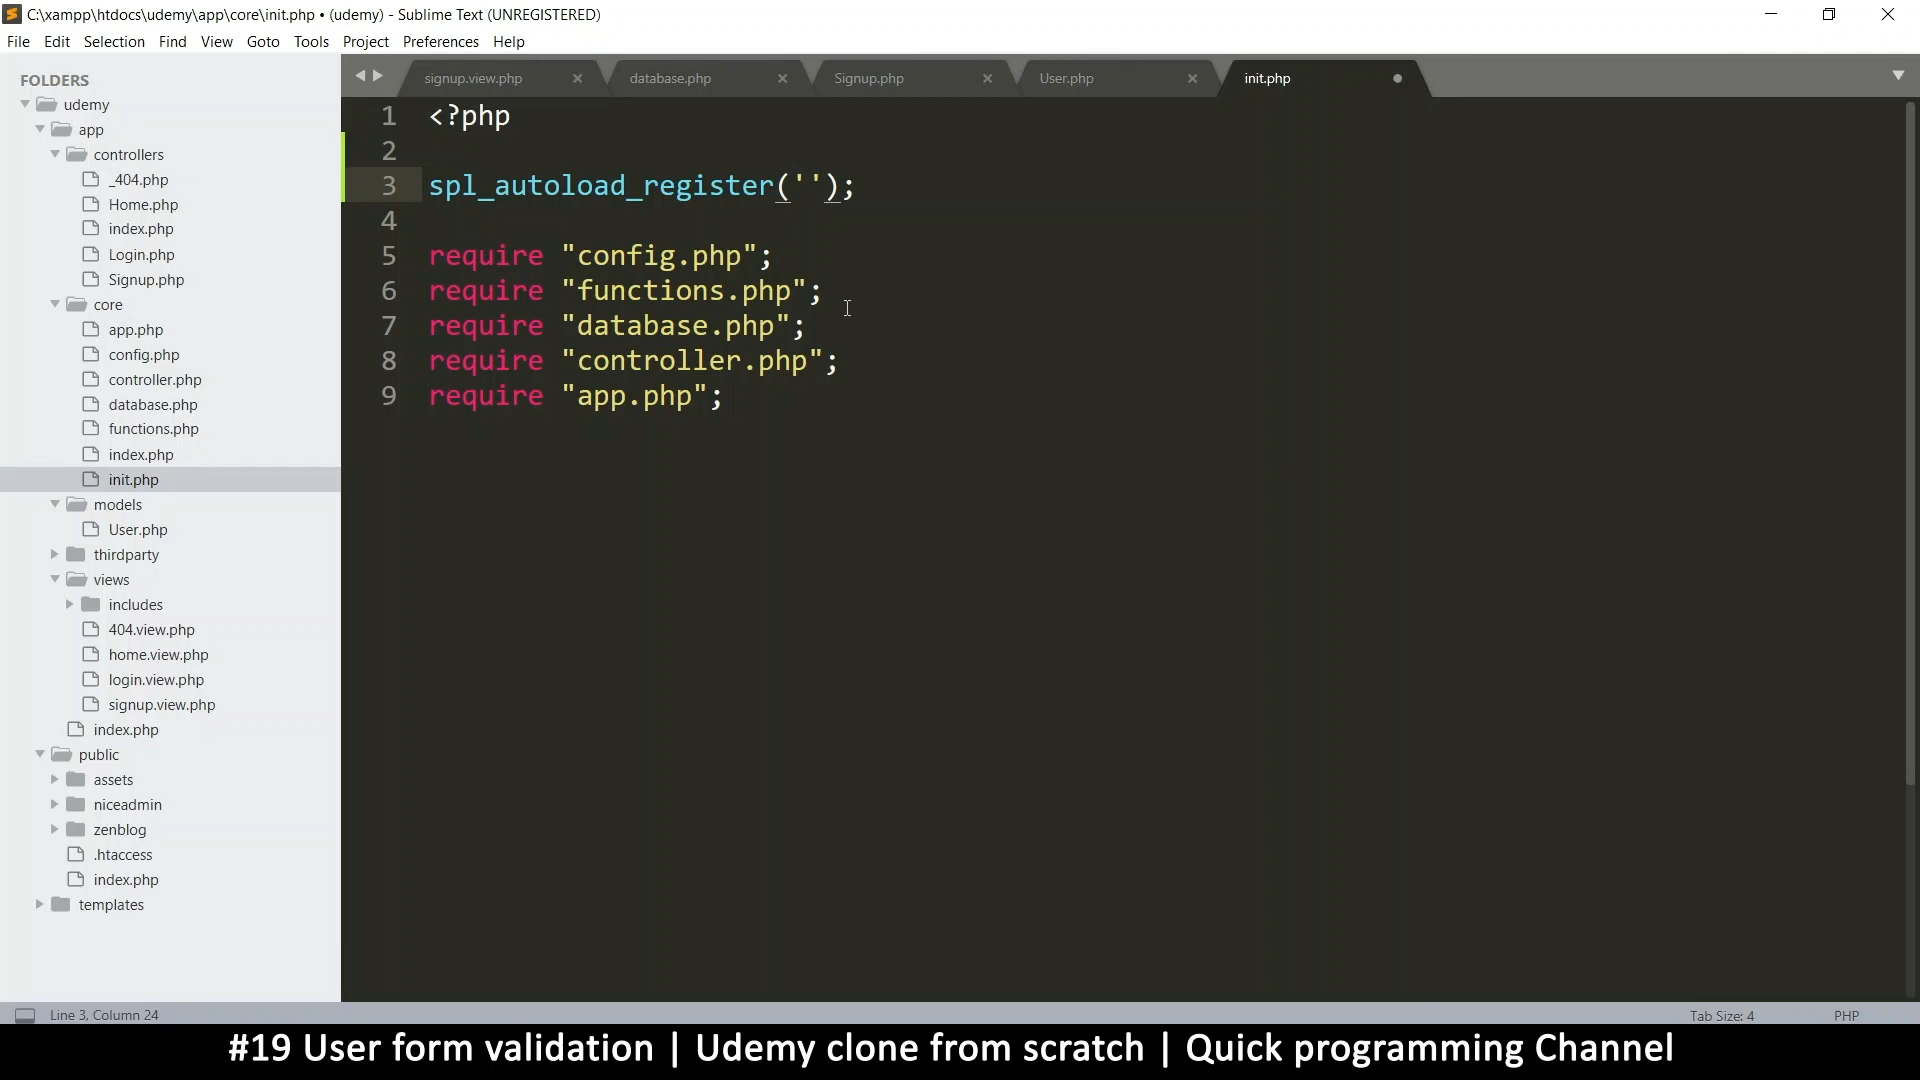 C:\xampp\htdocs\udemy\app\core\init.php • (udemy) - Sublime Text (UNREGISTERED)
File Edit Selection Find View Goto Tools Project Preferences Help
FOLDERS
udemy
app
controllers
_404.php
Home.php
index.php
Login.php
Signup.php
core
app.php
config.php
controller.php
database.php
functions.php
index.php
init.php
models
User.php
thirdparty
views
includes
404.view.php
home.view.php
login.view.php
signup.view.php
index.php
public
assets
niceadmin
zenblog
.htaccess
index.php
templates
signup.view.php database.php Signup.php User.php init.php
1 <?php
2
3 spl_autoload_register('');
4
5 require "config.php";
6 require "functions.php";
7 require "database.php";
8 require "controller.php";
9 require "app.php";
Line 3, Column 24 Tab Size: 4 PHP
#19 User form validation | Udemy clone from scratch | Quick programming Channel